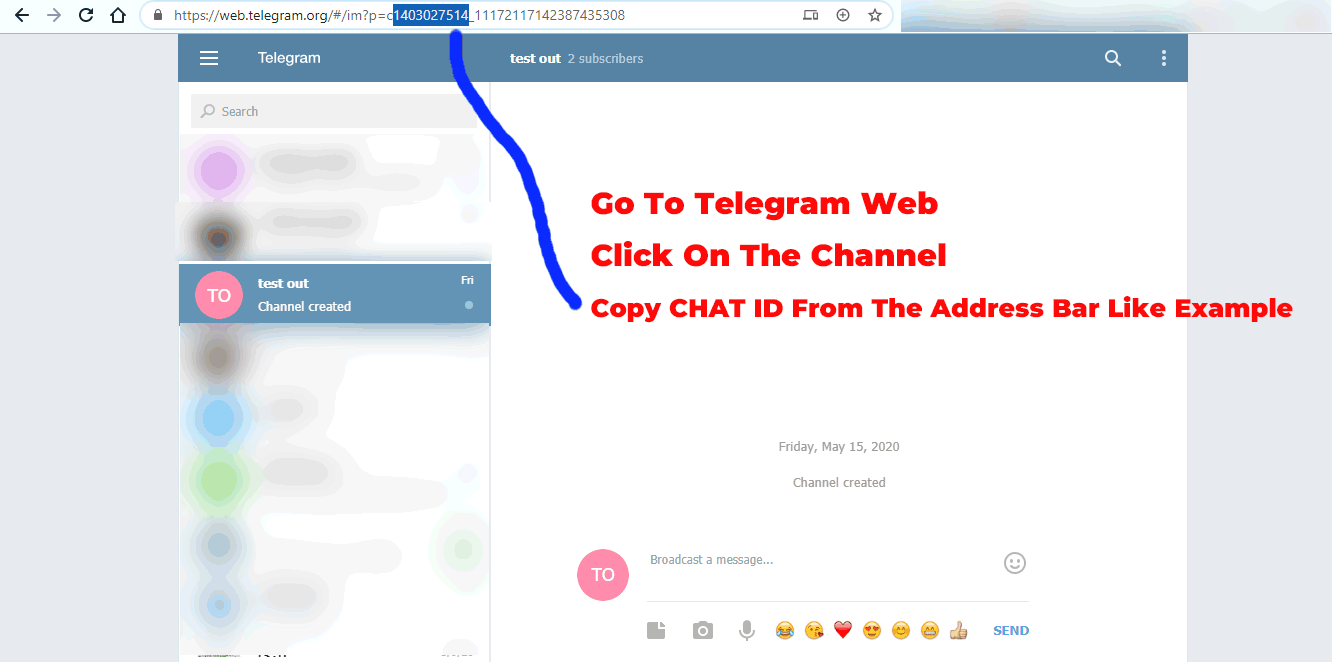 https://web.telegram.org/#/im?p=c1403027514_11172117142387435308
Telegram
test out 2 subscribers
Search
Go To Telegram Web
Click On The Channel
test out Fri
TO
Channel created
Copy CHAT ID From The Address Bar Like Example
Friday, May 15, 2020
Channel created
Broadcast a message...
TO
SEND